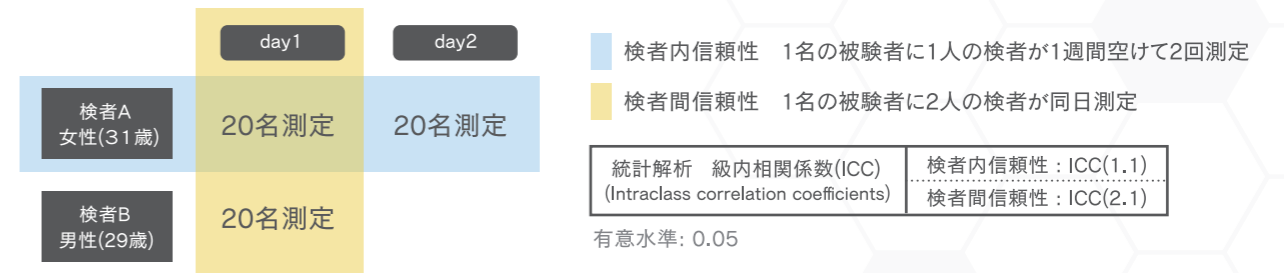 day1
day2
検者A
女性(31歳)
20名測定
20名測定
検者B
男性(29歳)
20名測定
検者内信頼性　1名の被験者に1人の検者が1週間空けて2回測定
検者間信頼性　1名の被験者に2人の検者が同日測定
統計解析　級内相関係数(ICC)
(Intraclass correlation coefficients)
検者内信頼性：ICC(1.1)
検者間信頼性：ICC(2.1)
有意水準: 0.05